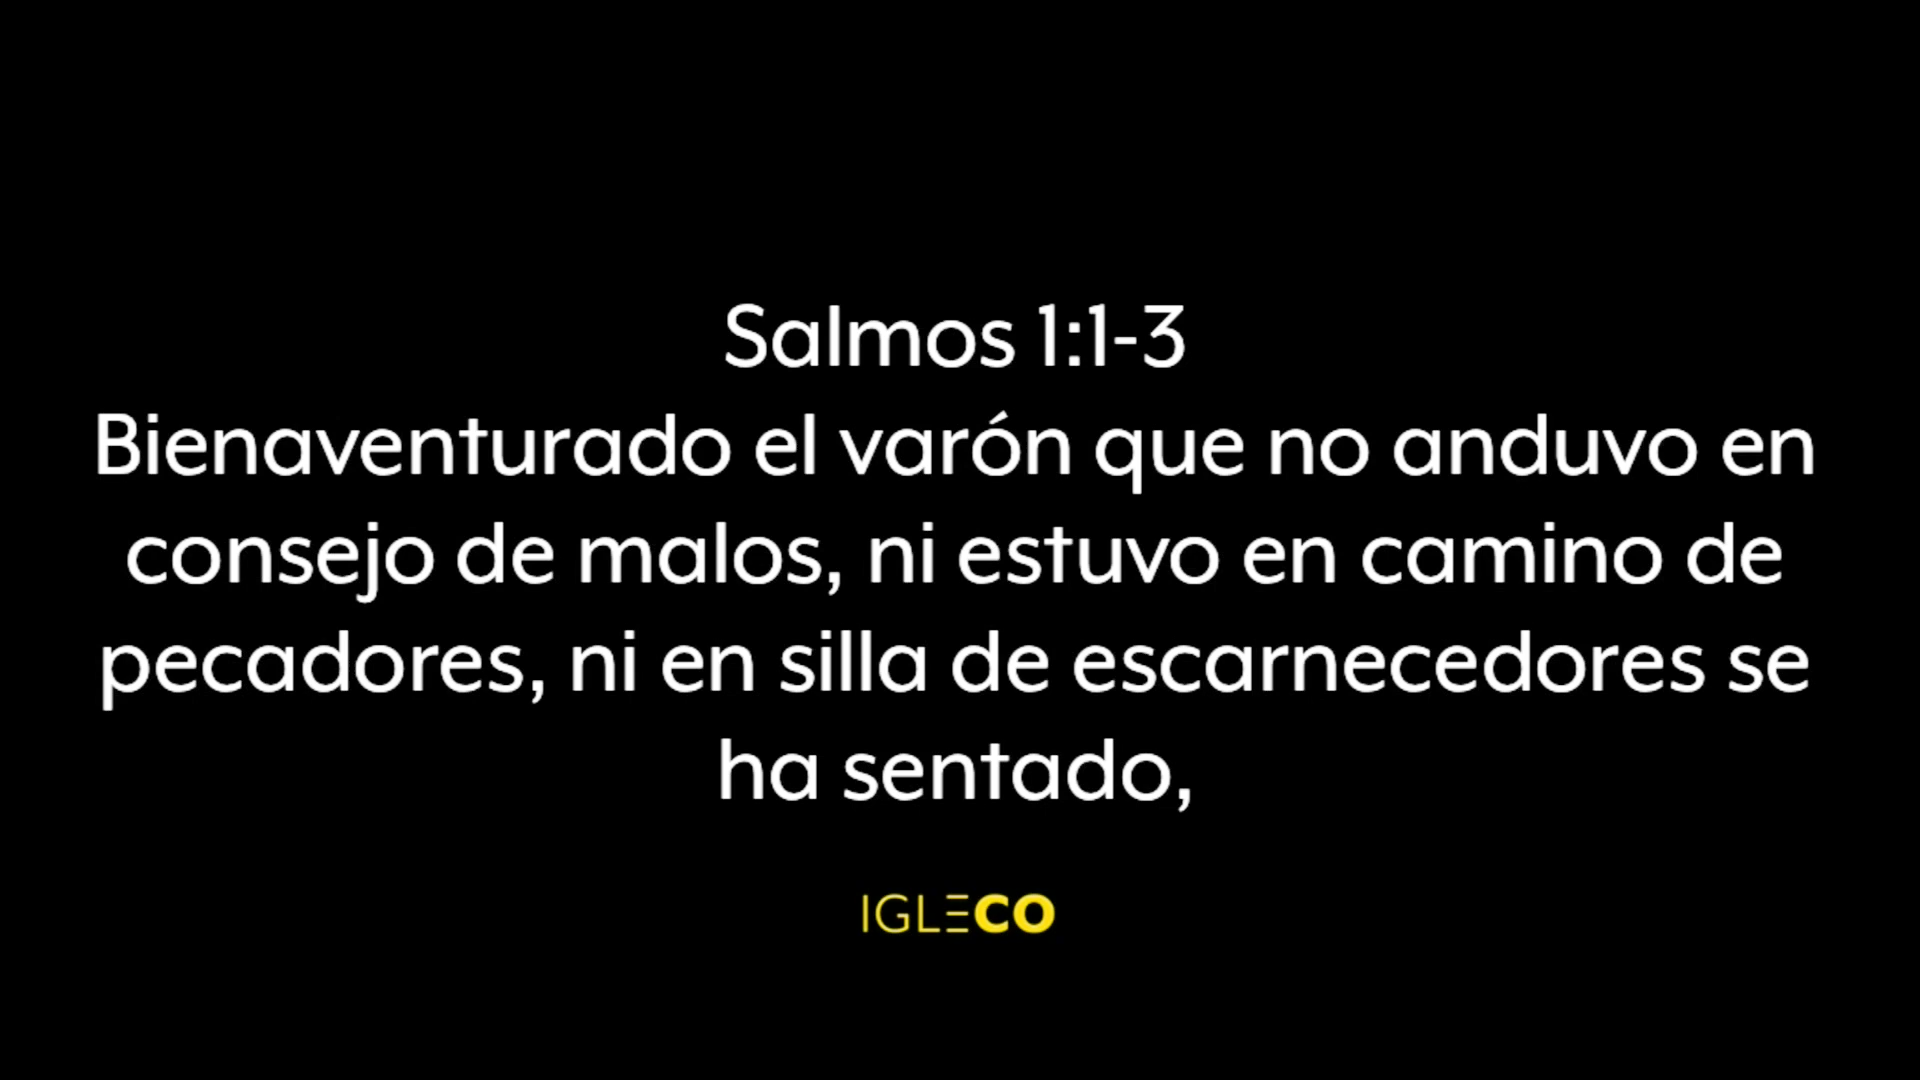 Salmos 1:1-3
Bienaventurado el varón que no anduvo en
consejo de malos, ni estuvo en camino de
pecadores, ni en silla de escarnecedores se
ha sentado,
IGLECO